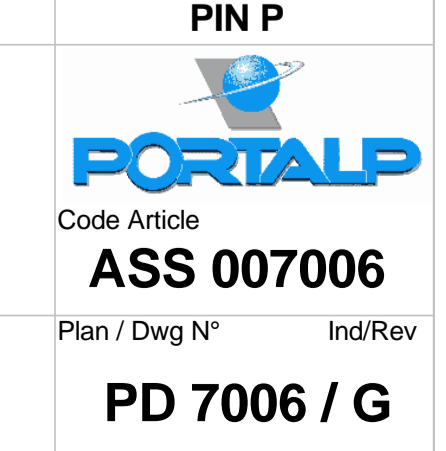 PIN P
PORTALP
Code Article
ASS 007006
Plan / Dwg N° Ind/Rev
PD 7006 / G